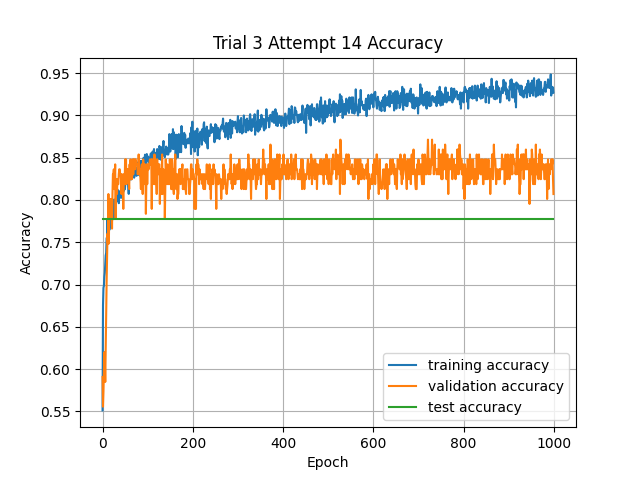 Trial 3 Attempt 14 Accuracy
0.95
0.90
0.85
0.80
0.75
0.70
0.65
0.60
0.55
Accuracy
training accuracy
validation accuracy
test accuracy
0 200 400 600 800 1000
Epoch